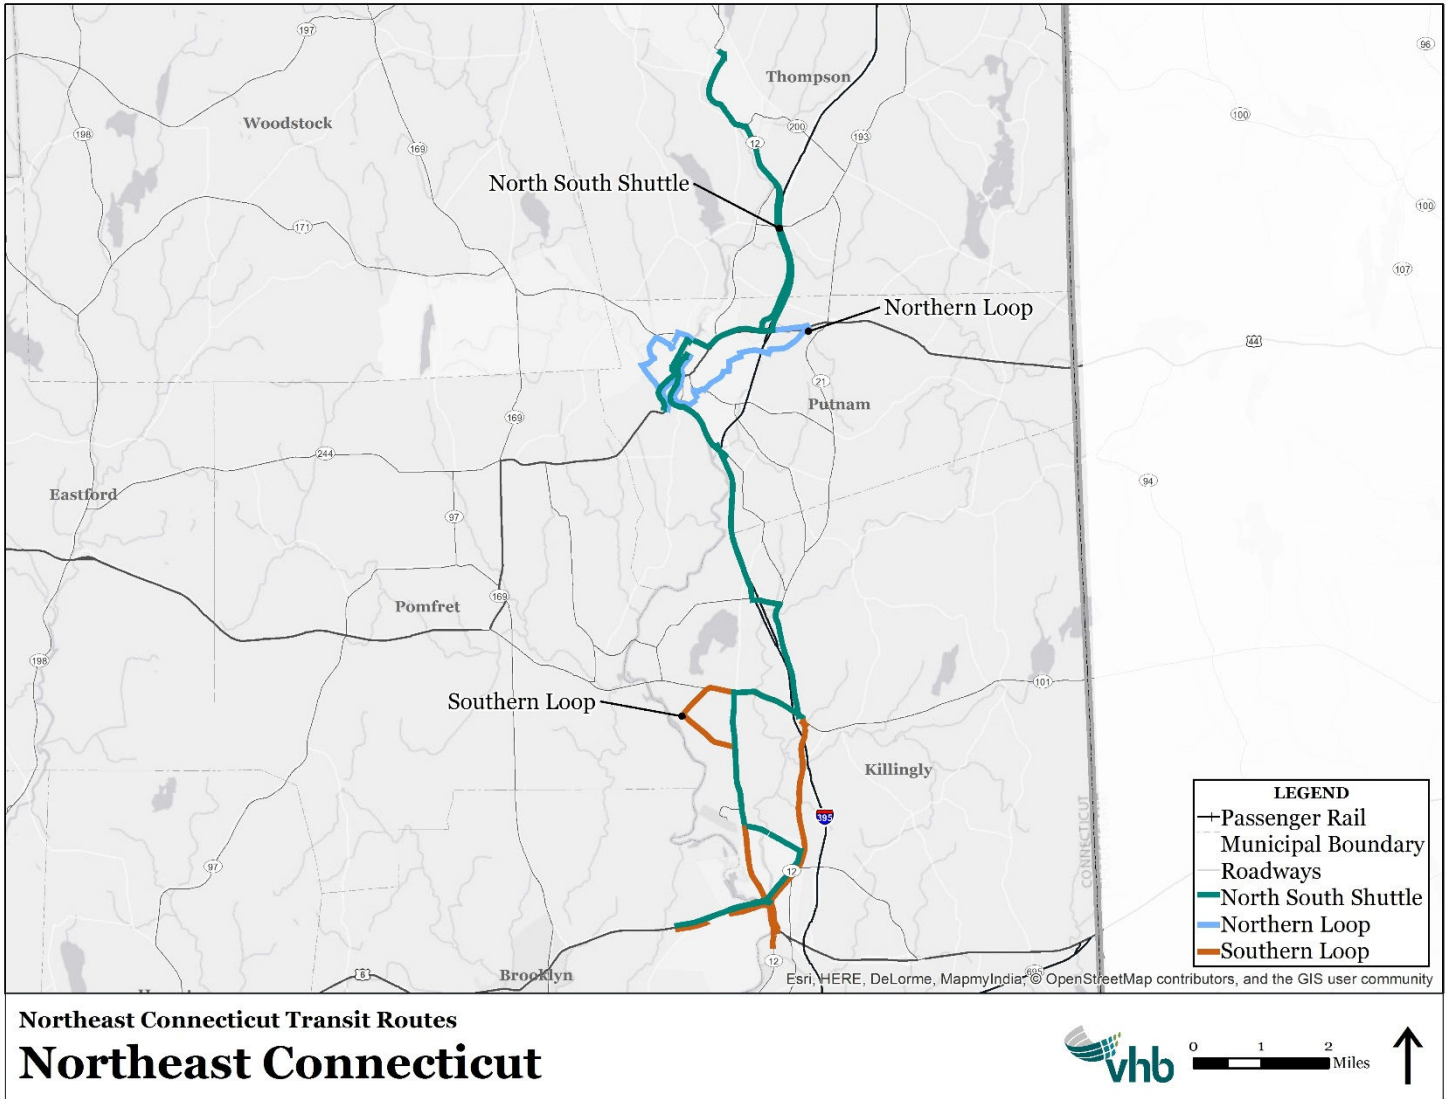 197
96
Thompson
100
Woodstock
200
198
12
193
169
North South Shuttle
100
171
107
Northern Loop
44
21
Putnam
169
244
94
Eastford
97
169
Pomfret
198
101
Southern Loop
Killingly
395
97
12
CONNECTICUT
LEGEND
Passenger Rail
Municipal Boundary
Roadways
North South Shuttle
Northern Loop
Southern Loop
12
6
Brooklyn
695
Esri, HERE, DeLorme, MapmyIndia, © OpenStreetMap contributors, and the GIS user community
Northeast Connecticut Transit Routes
Northeast Connecticut
vhb
0 1 2
Miles